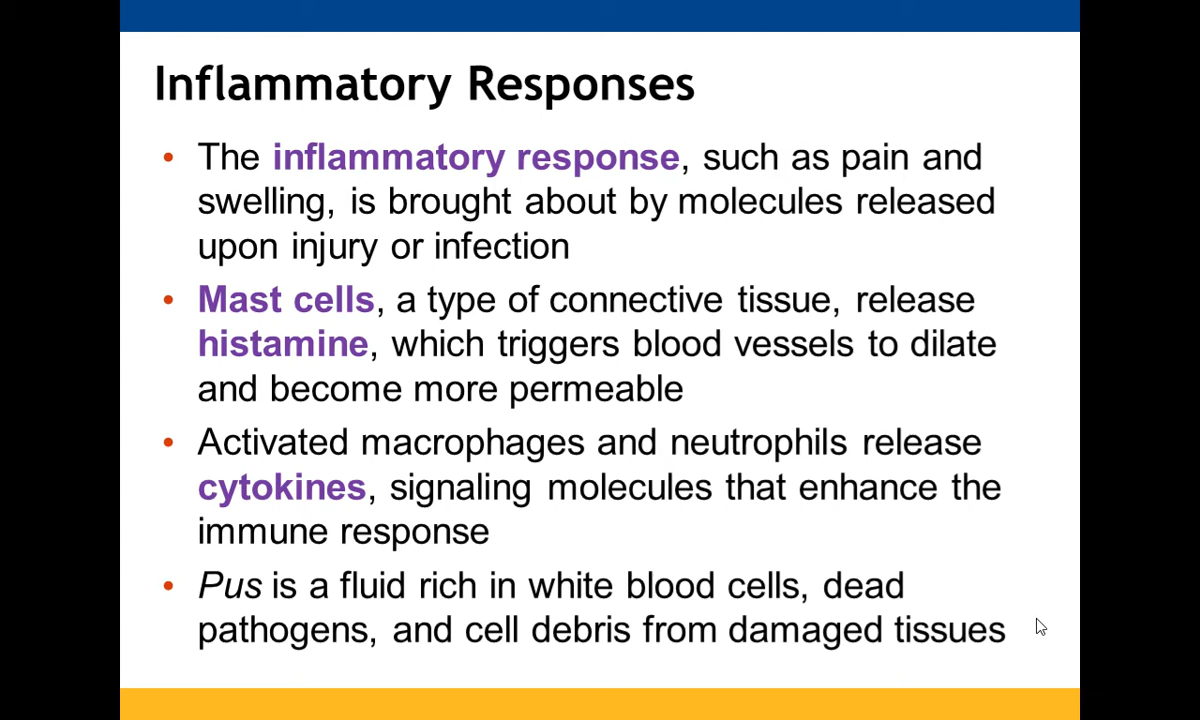 Inflammatory Responses
• The inflammatory response, such as pain and
swelling, is brought about by molecules released
upon injury or infection
• Mast cells, a type of connective tissue, release
histamine, which triggers blood vessels to dilate
and become more permeable
• Activated macrophages and neutrophils release
cytokines, signaling molecules that enhance the
immune response
• Pus is a fluid rich in white blood cells, dead
pathogens, and cell debris from damaged tissues